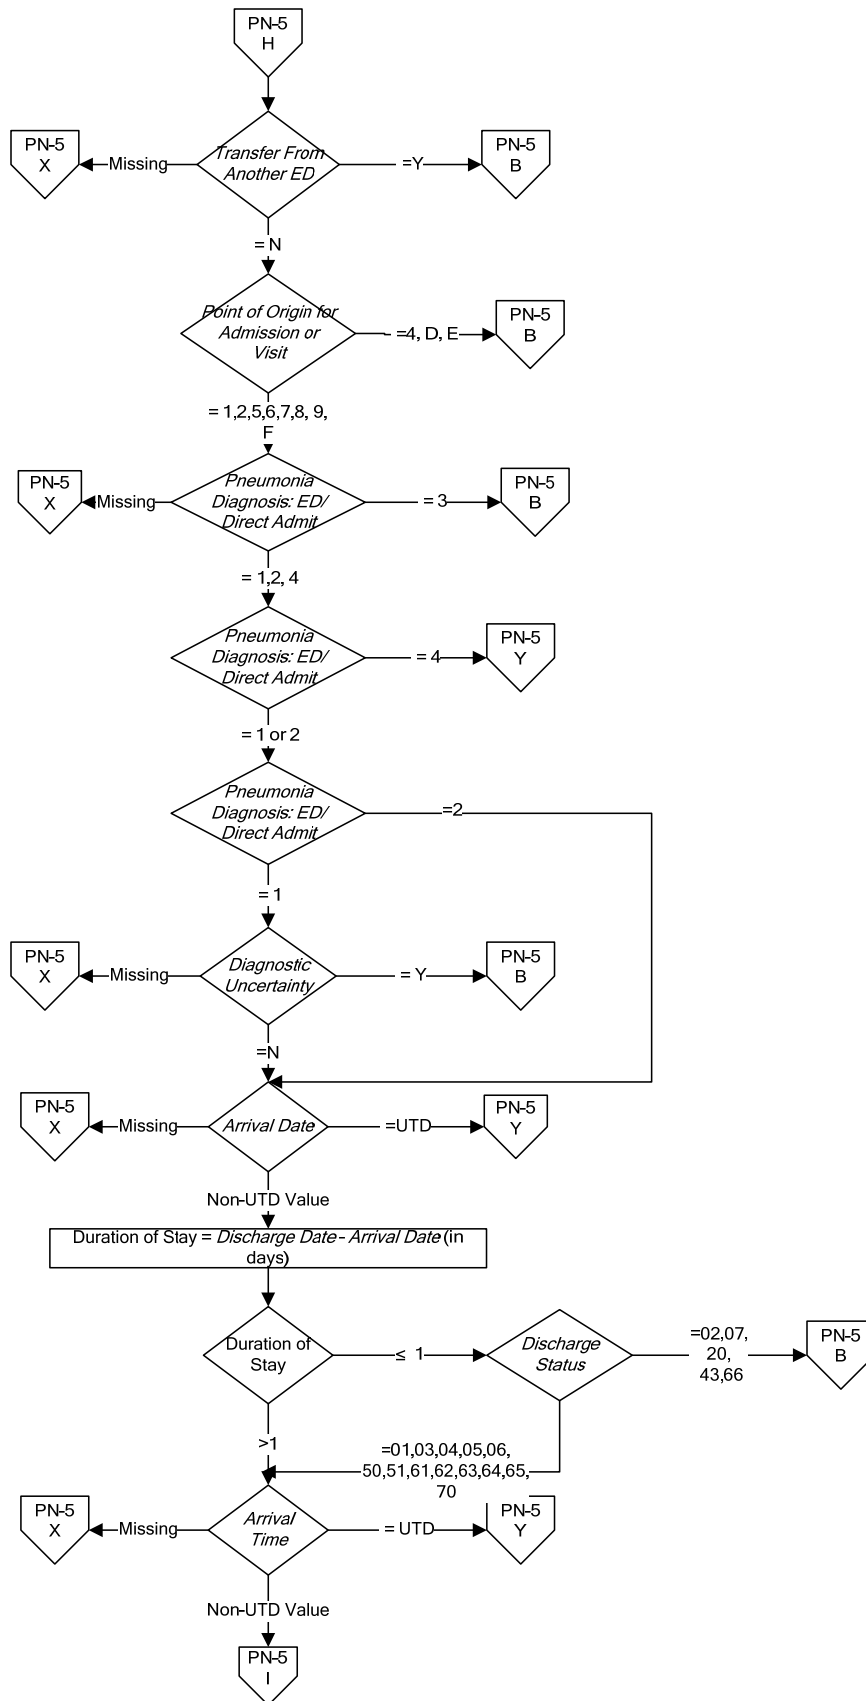 PN-5
H
PN-5
X
Missing
Transfer From
Another ED
=Y
PN-5
B
= N
Point of Origin for
Admission or
Visit
=4, D, E
PN-5
B
= 1,2,5,6,7,8, 9,
F
PN-5
X
Missing
Pneumonia
Diagnosis: ED/
Direct Admit
= 3
PN-5
B
= 1,2, 4
Pneumonia
Diagnosis: ED/
Direct Admit
= 4
PN-5
Y
= 1 or 2
Pneumonia
Diagnosis: ED/
Direct Admit
=2
= 1
PN-5
X
Missing
Diagnostic
Uncertainty
= Y
PN-5
B
=N
PN-5
X
Missing
Arrival Date
=UTD
PN-5
Y
Non-UTD Value
Duration of Stay = Discharge Date - Arrival Date (in
days)
Duration of
Stay
≤ 1
Discharge
Status
=02,07,
20,
43,66
PN-5
B
>1
=01,03,04,05,06,
50,51,61,62,63,64,65,
70
PN-5
X
Missing
Arrival
Time
= UTD
PN-5
Y
Non-UTD Value
PN-5
I